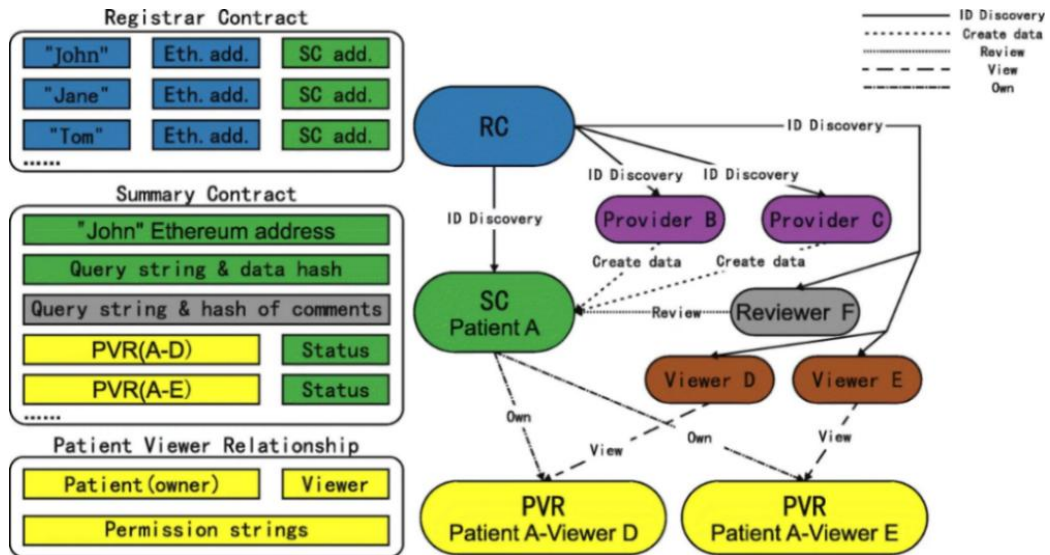 Registrar Contract
"John" Eth. add. SC add.
"Jane" Eth. add. SC add.
"Tom" Eth. add. SC add.
......
Summary Contract
"John" Ethereum address
Query string & data hash
Query string & hash of comments
PVR(A-D) Status
PVR(A-E) Status
......
Patient Viewer Relationship
Patient(owner) Viewer
Permission strings
ID Discovery
Create data
Review
View
Own
RC
ID Discovery
ID Discovery
ID Discovery
ID Discovery
Provider B
Provider C
Create data
Create data
SC
Patient A
Review
Reviewer F
Viewer D
Viewer E
Own
Own
View
View
PVR
Patient A-Viewer D
PVR
Patient A-Viewer E